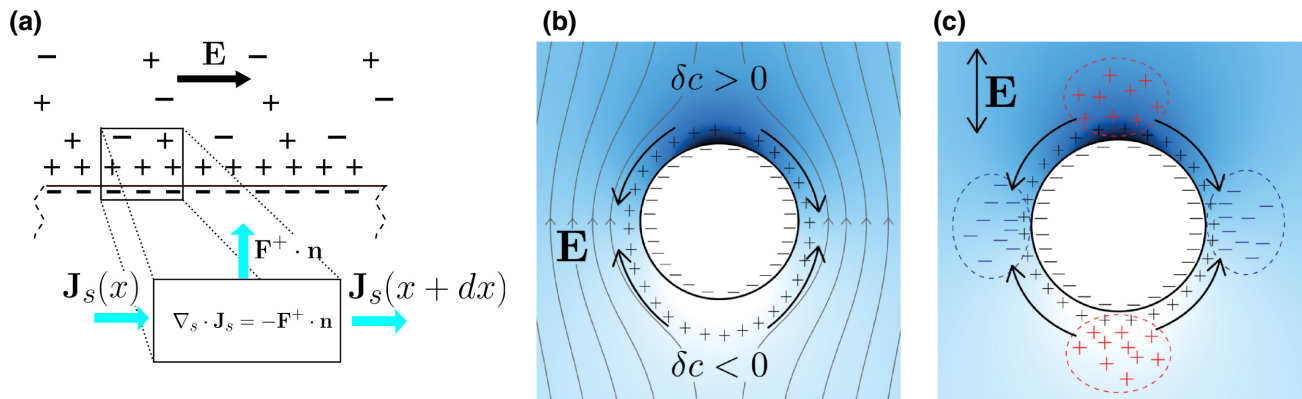 (a)
E
F⁺ · n
J_s(x)
J_s(x + dx)
∇_s · J_s = −F⁺ · n
(b)
δc > 0
E
δc < 0
(c)
E